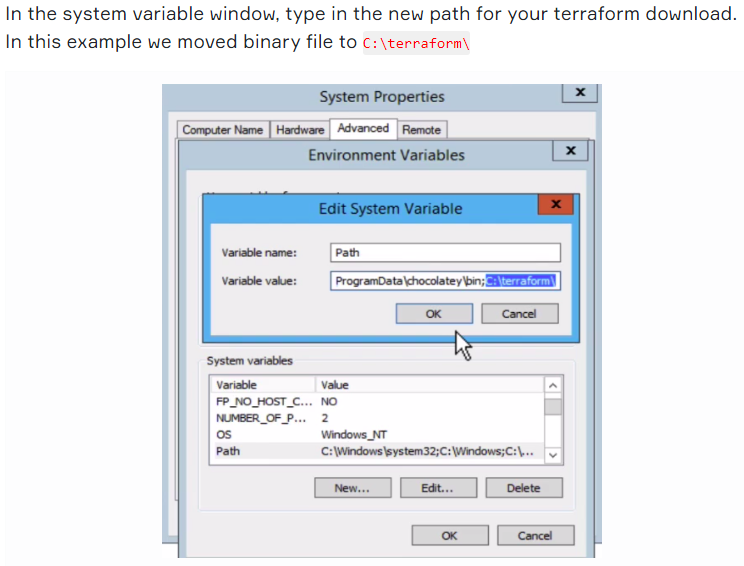 In the system variable window, type in the new path for your terraform download.
In this example we moved binary file to C:\terraform\
System Properties
x
Computer Name Hardware Advanced Remote
Environment Variables
x
Edit System Variable
x
Variable name: Path
Variable value: ProgramData\chocolatey\bin;C:\terraform\
OK Cancel
System variables
Variable Value
FP_NO_HOST_C... NO
NUMBER_OF_P... 2
OS Windows_NT
Path C:\Windows\system32;C:\Windows;C:\...
New... Edit... Delete
OK Cancel